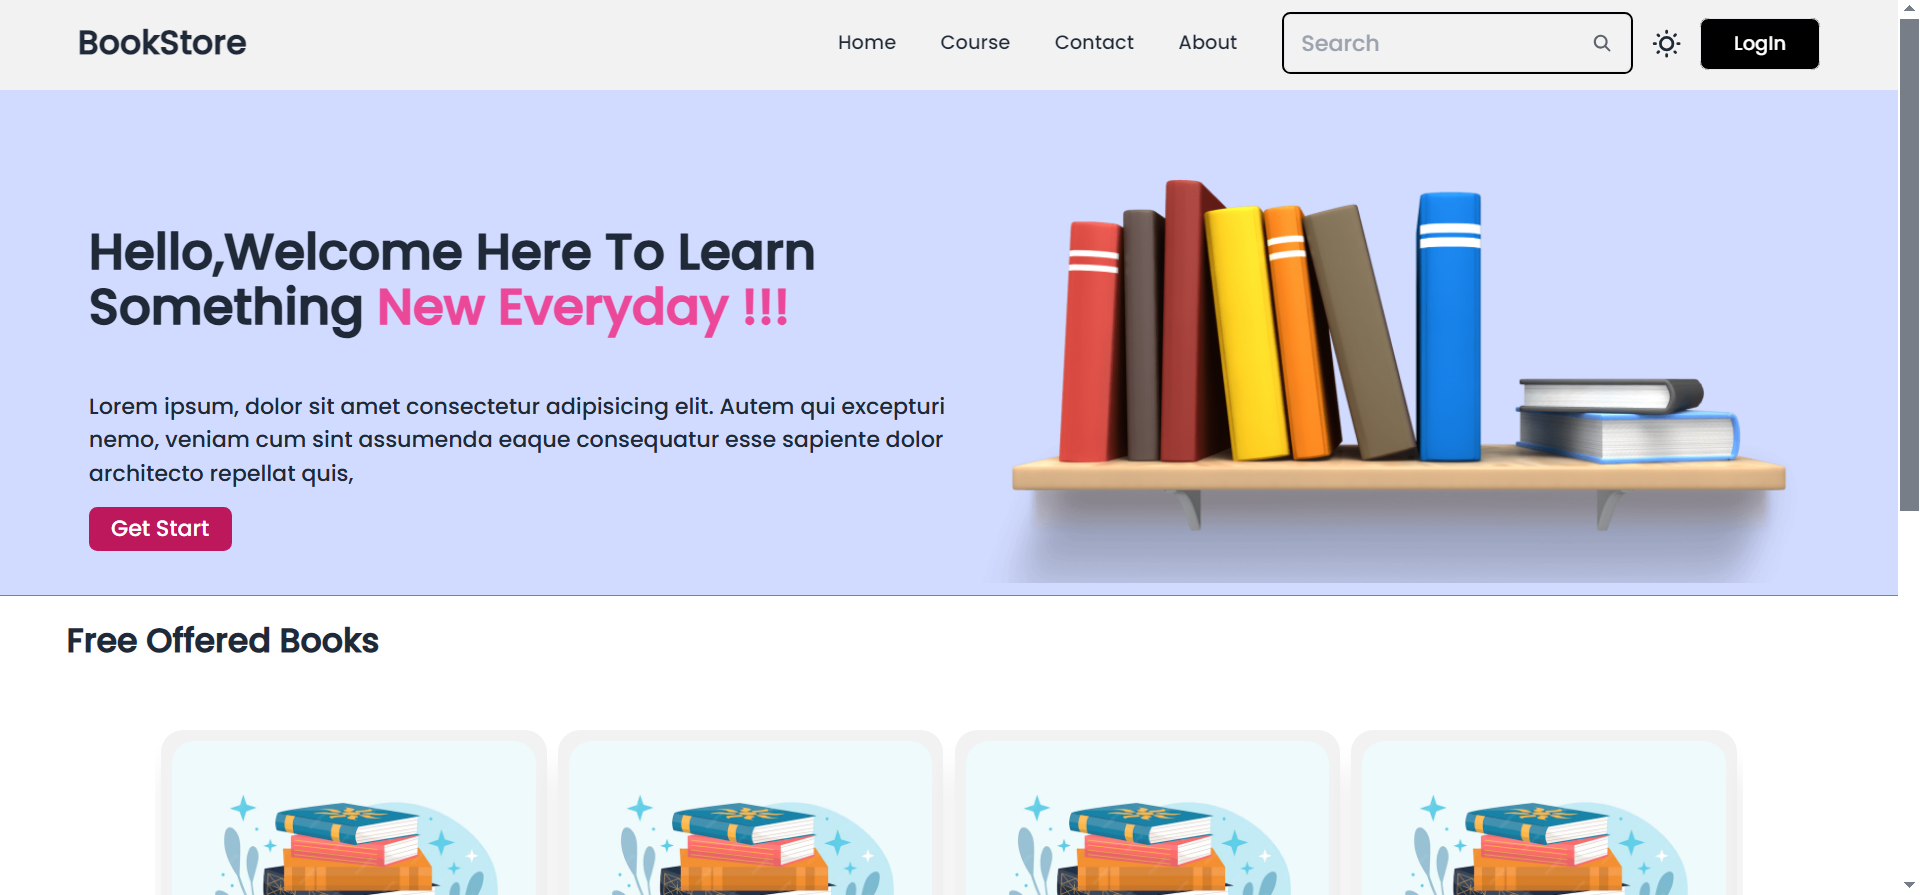 BookStore
Home
Course
Contact
About
Search
LogIn
Hello,Welcome Here To Learn
Something New Everyday !!!
Lorem ipsum, dolor sit amet consectetur adipisicing elit. Autem qui excepturi
nemo, veniam cum sint assumenda eaque consequatur esse sapiente dolor
architecto repellat quis,
Get Start
Free Offered Books